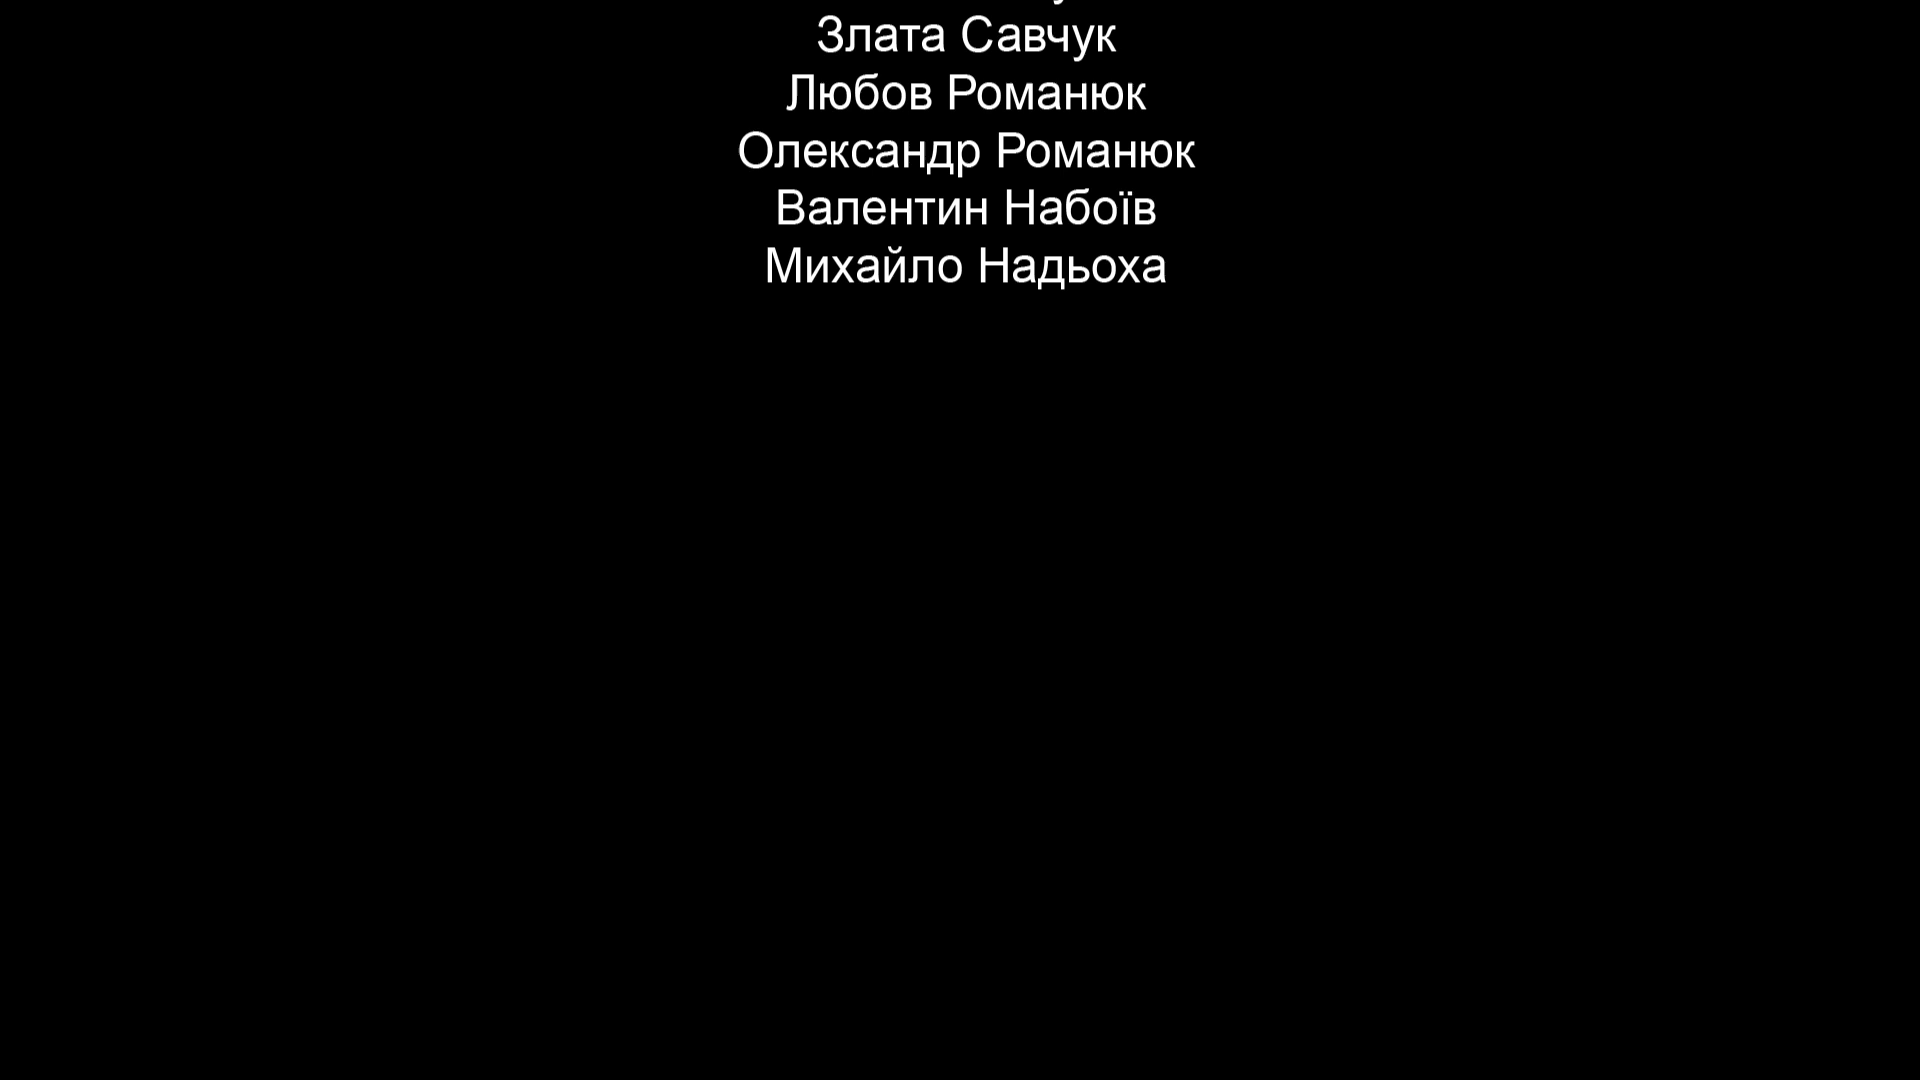 Злата Савчук
Любов Романюк
Олександр Романюк
Валентин Набоїв
Михайло Надьоха